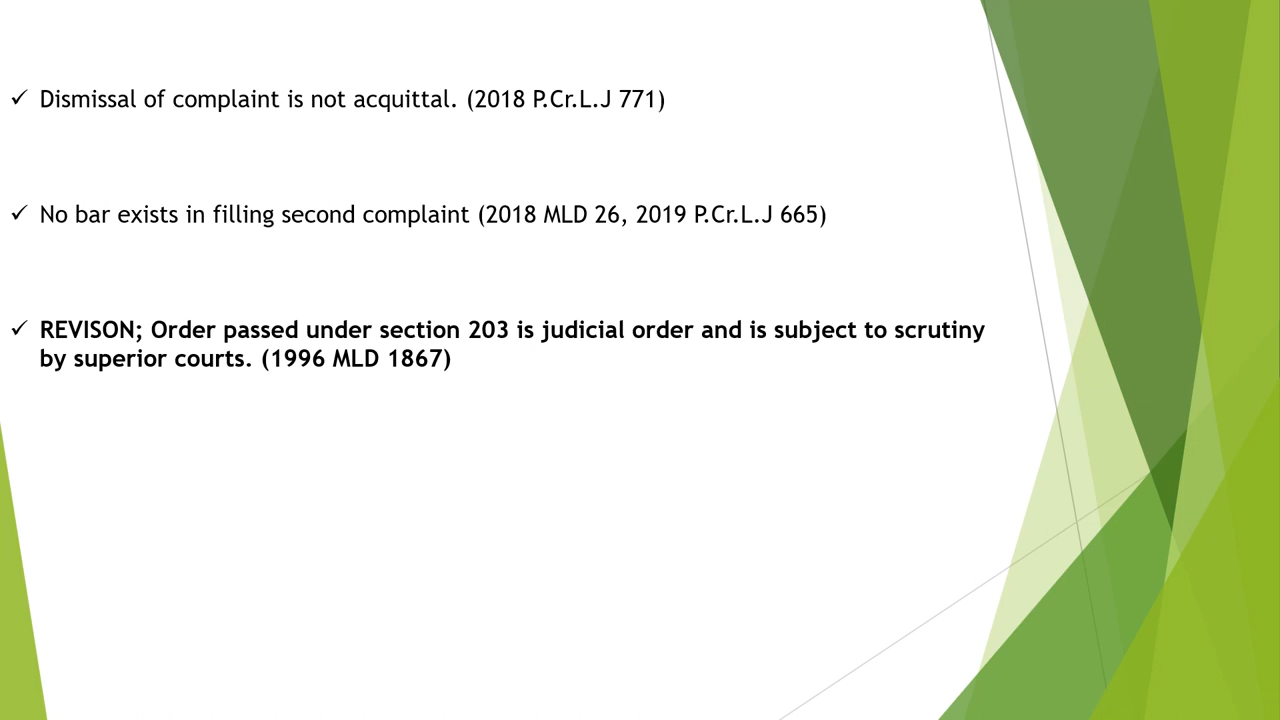 ✓ Dismissal of complaint is not acquittal. (2018 P.Cr.L.J 771)
✓ No bar exists in filling second complaint (2018 MLD 26, 2019 P.Cr.L.J 665)
✓ REVISON; Order passed under section 203 is judicial order and is subject to scrutiny
by superior courts. (1996 MLD 1867)